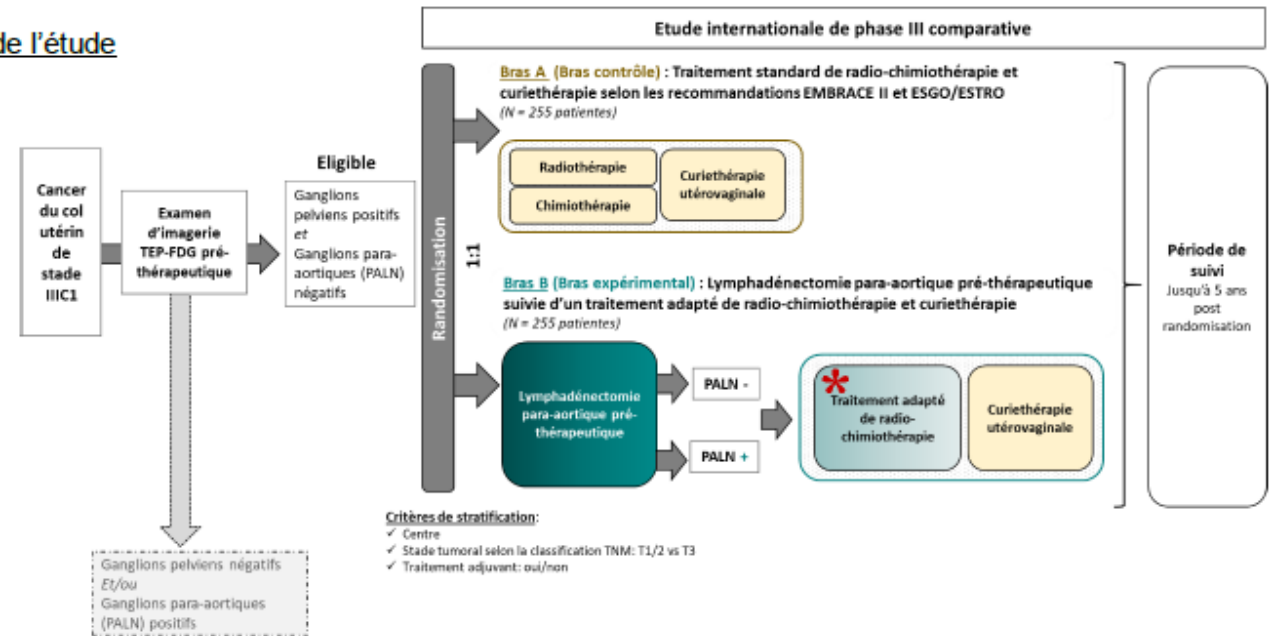 de l'étude
Etude internationale de phase III comparative
Cancer
du col
utérin
de
stade
IIIC1
Examen
d'imagerie
TEP-FDG pré-
thérapeutique
Eligible
Ganglions
pelviens positifs
et
Ganglions para-
aortiques (PALN)
négatifs
Ganglions pelviens négatifs
Et/ou
Ganglions para-aortiques
(PALN) positifs
Randomisation
1:1
Bras A (Bras contrôle) : Traitement standard de radio-chimiothérapie et
curiethérapie selon les recommandations EMBRACE II et ESGO/ESTRO
(N = 255 patientes)
Radiothérapie
Chimiothérapie
Curiethérapie
utérovaginale
Bras B (Bras expérimental) : Lymphadénectomie para-aortique pré-thérapeutique
suivie d'un traitement adapté de radio-chimiothérapie et curiethérapie
(N = 255 patientes)
Lymphadénectomie
para-aortique pré-
thérapeutique
PALN -
PALN +
*
Traitement adapté
de radio-
chimiothérapie
Curiethérapie
utérovaginale
Période de
suivi
Jusqu'à 5 ans
post
randomisation
Critères de stratification:
✓ Centre
✓ Stade tumoral selon la classification TNM: T1/2 vs T3
✓ Traitement adjuvant: oui/non